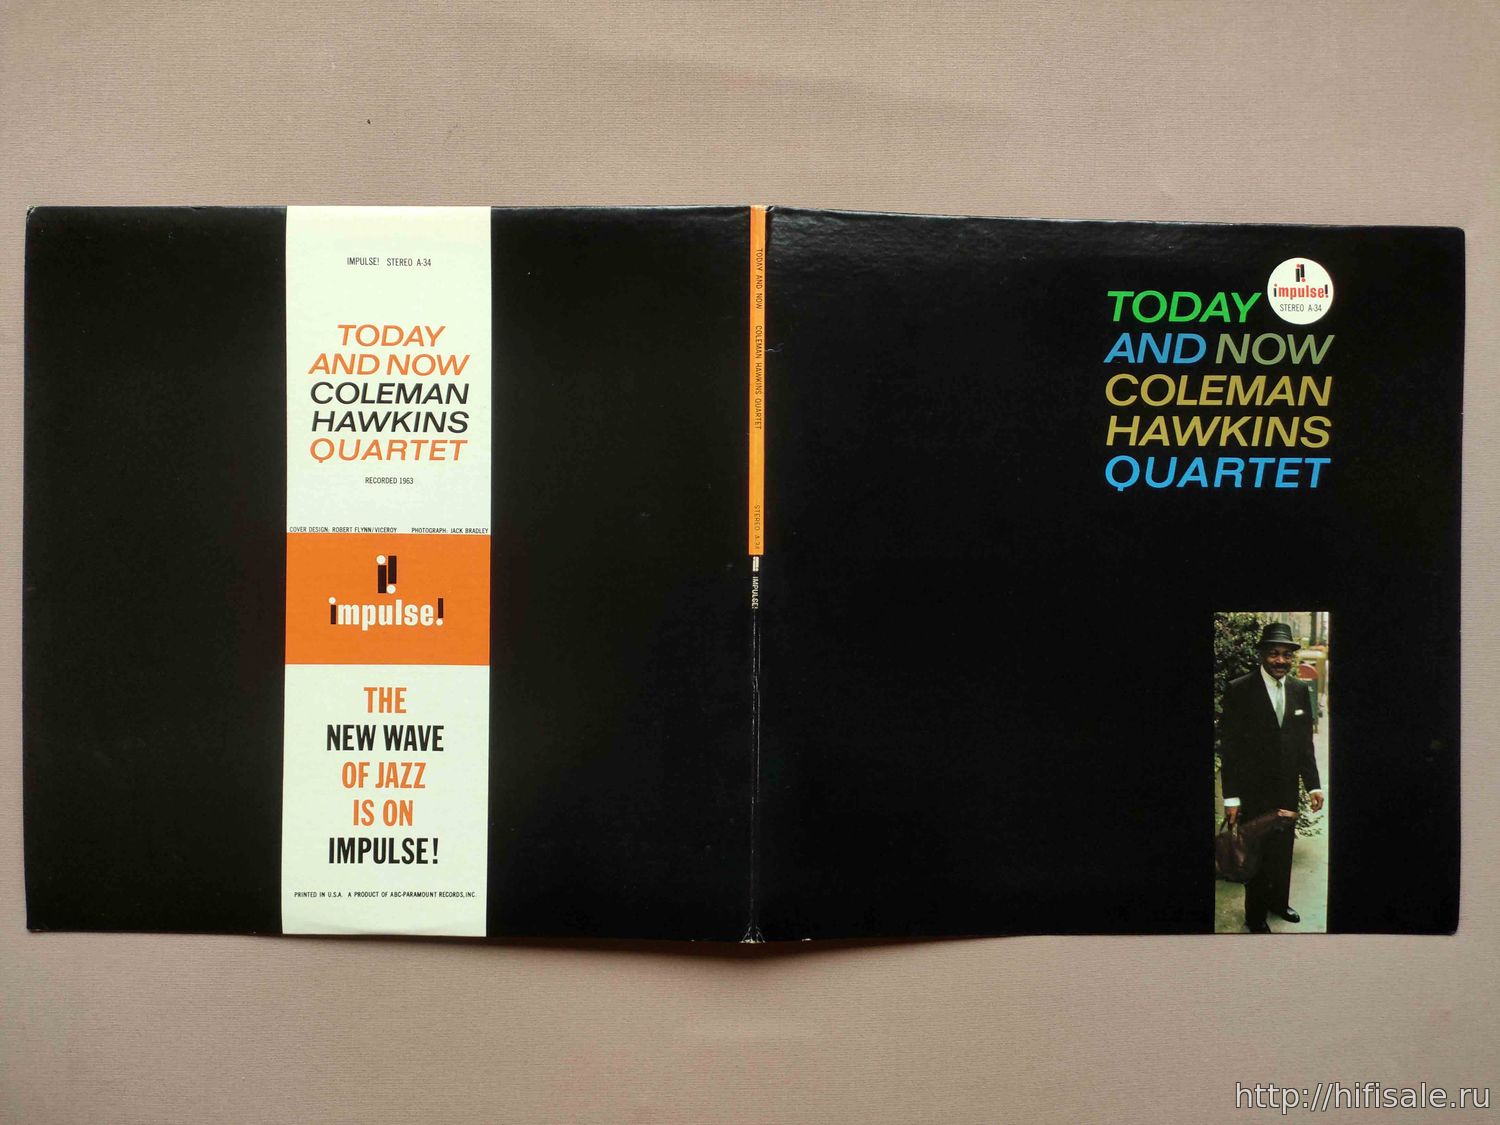 IMPULSE! STEREO A-34
TODAY
AND NOW
COLEMAN
HAWKINS
QUARTET
RECORDED 1963
COVER DESIGN: ROBERT FLYNN/VICEROY PHOTOGRAPH: JACK BRADLEY
impulse!
THE
NEW WAVE
OF JAZZ
IS ON
IMPULSE!
PRINTED IN U.S.A. A PRODUCT OF ABC-PARAMOUNT RECORDS, INC.
TODAY AND NOW COLEMAN HAWKINS QUARTET STEREO A-34 IMPULSE!
impulse!
STEREO A-34
TODAY
AND NOW
COLEMAN
HAWKINS
QUARTET
http://hifisale.ru